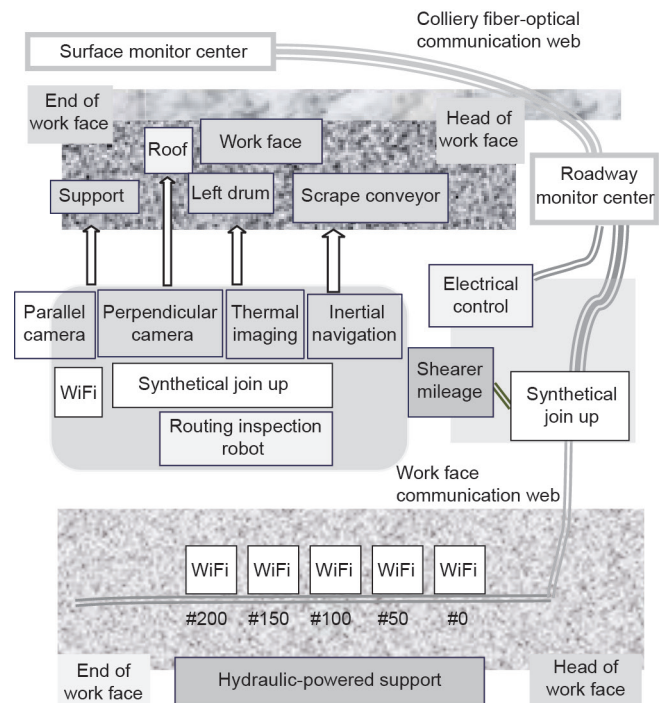 Colliery fiber-optical
communication web
Surface monitor center
End of
work face
Head of
work face
Roof
Work face
Roadway
monitor center
Support
Left drum
Scrape conveyor
Electrical
control
Parallel
camera
Perpendicular
camera
Thermal
imaging
Inertial
navigation
Shearer
mileage
WiFi
Synthetical join up
Synthetical
join up
Routing inspection
robot
Work face
communication web
WiFi WiFi WiFi WiFi WiFi
#200 #150 #100 #50 #0
End of
work face
Hydraulic-powered support
Head of
work face